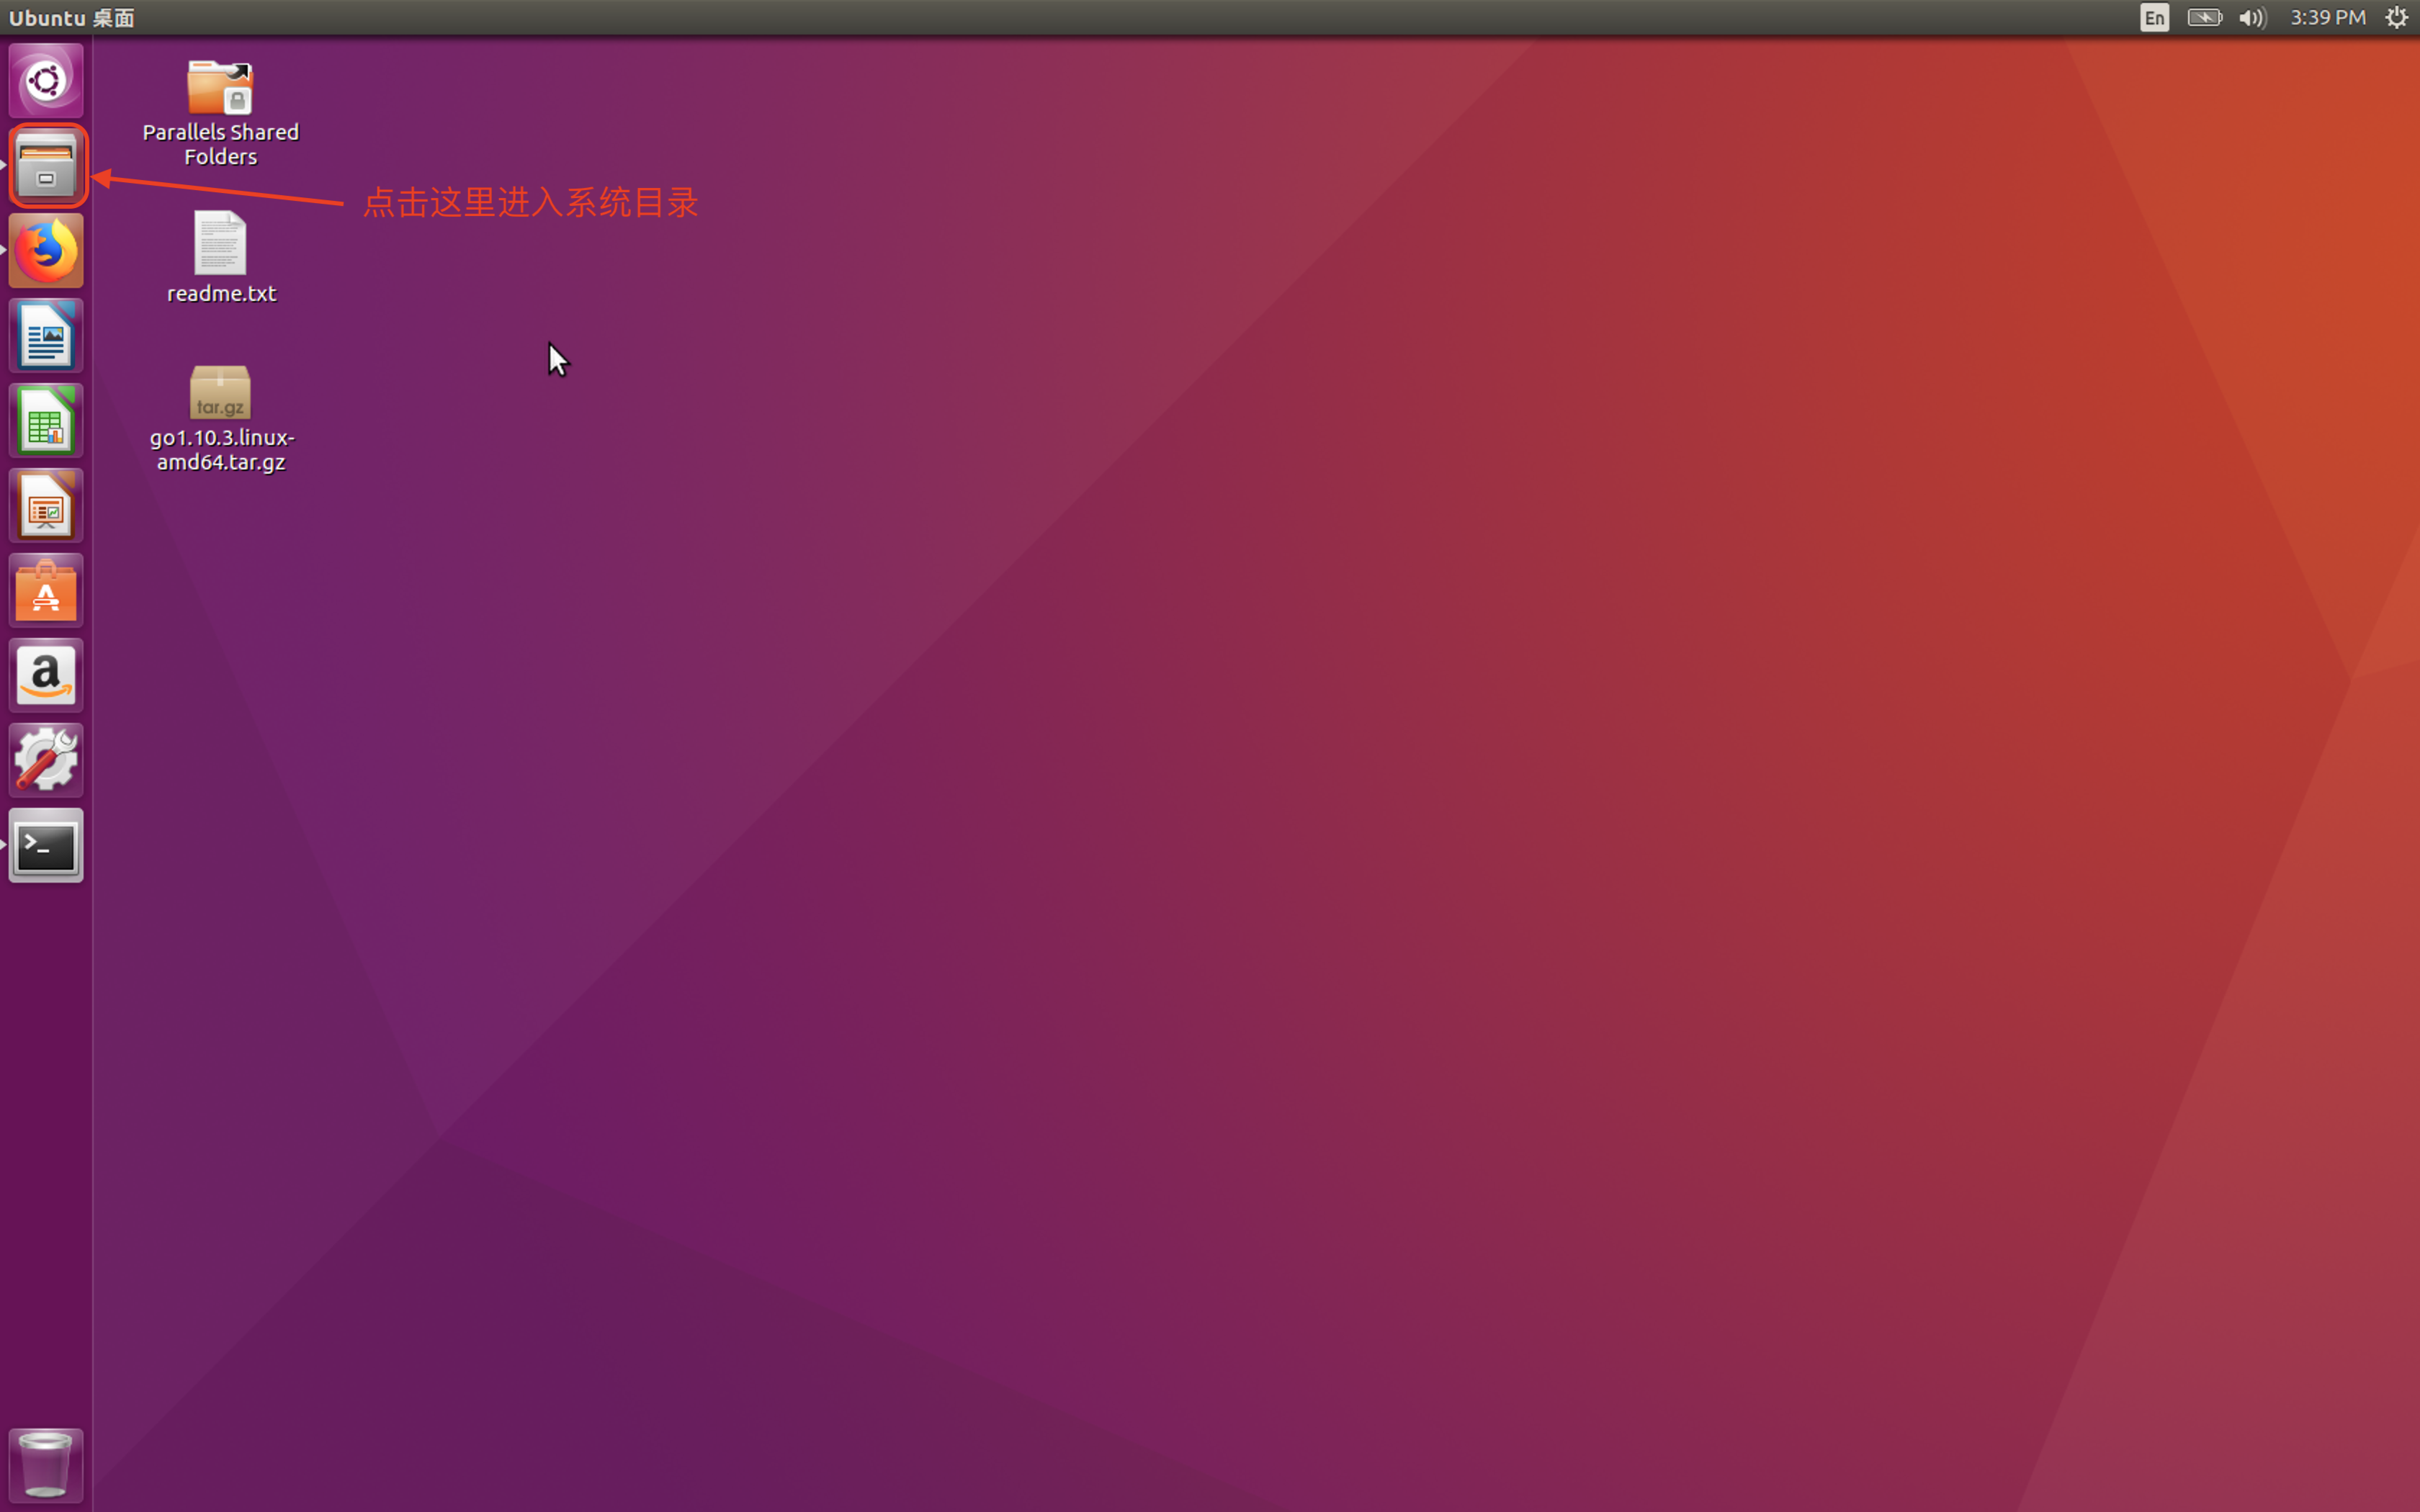 Ubuntu 桌面
En
3:39 PM
Parallels Shared
Folders
点击这里进入系统目录
readme.txt
tar.gz
go1.10.3.linux-
amd64.tar.gz